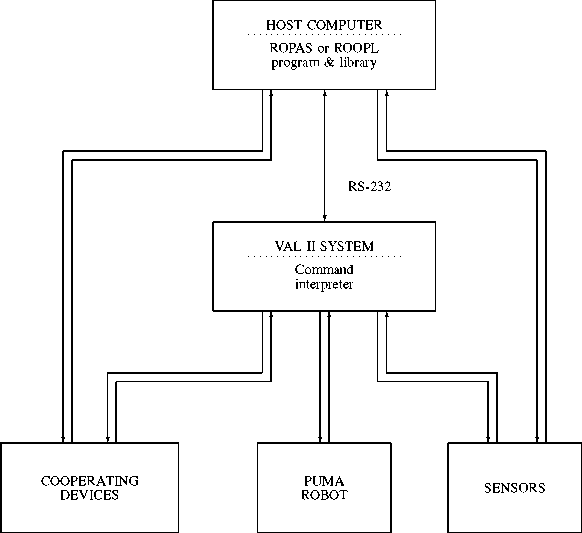 HOST COMPUTER
ROPAS or ROOPL
program & library
RS-232
VAL II SYSTEM
Command
interpreter
COOPERATING
DEVICES
PUMA
ROBOT
SENSORS